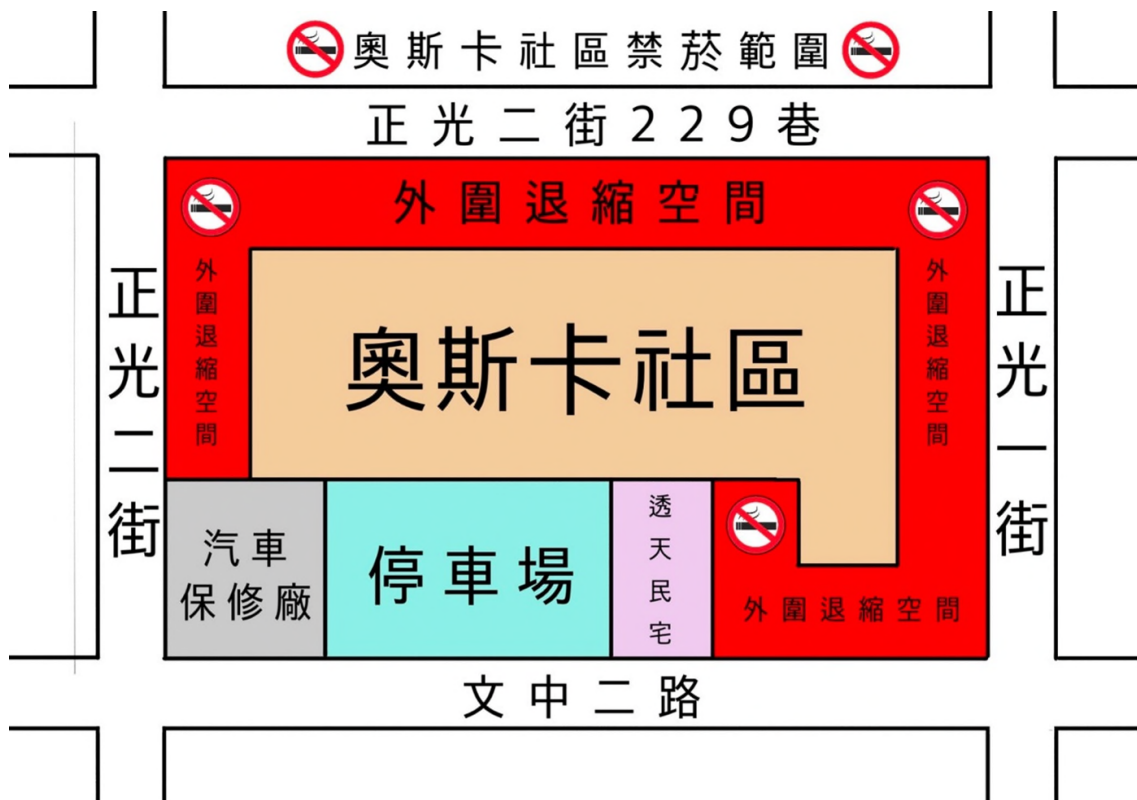 奧斯卡社區禁菸範圍
正光二街229巷
外圍退縮空間
外圍退縮空間
外圍退縮空間
正光二街
奧斯卡社區
正光一街
汽車
保修廠
停車場
透天民宅
外圍退縮空間
文中二路